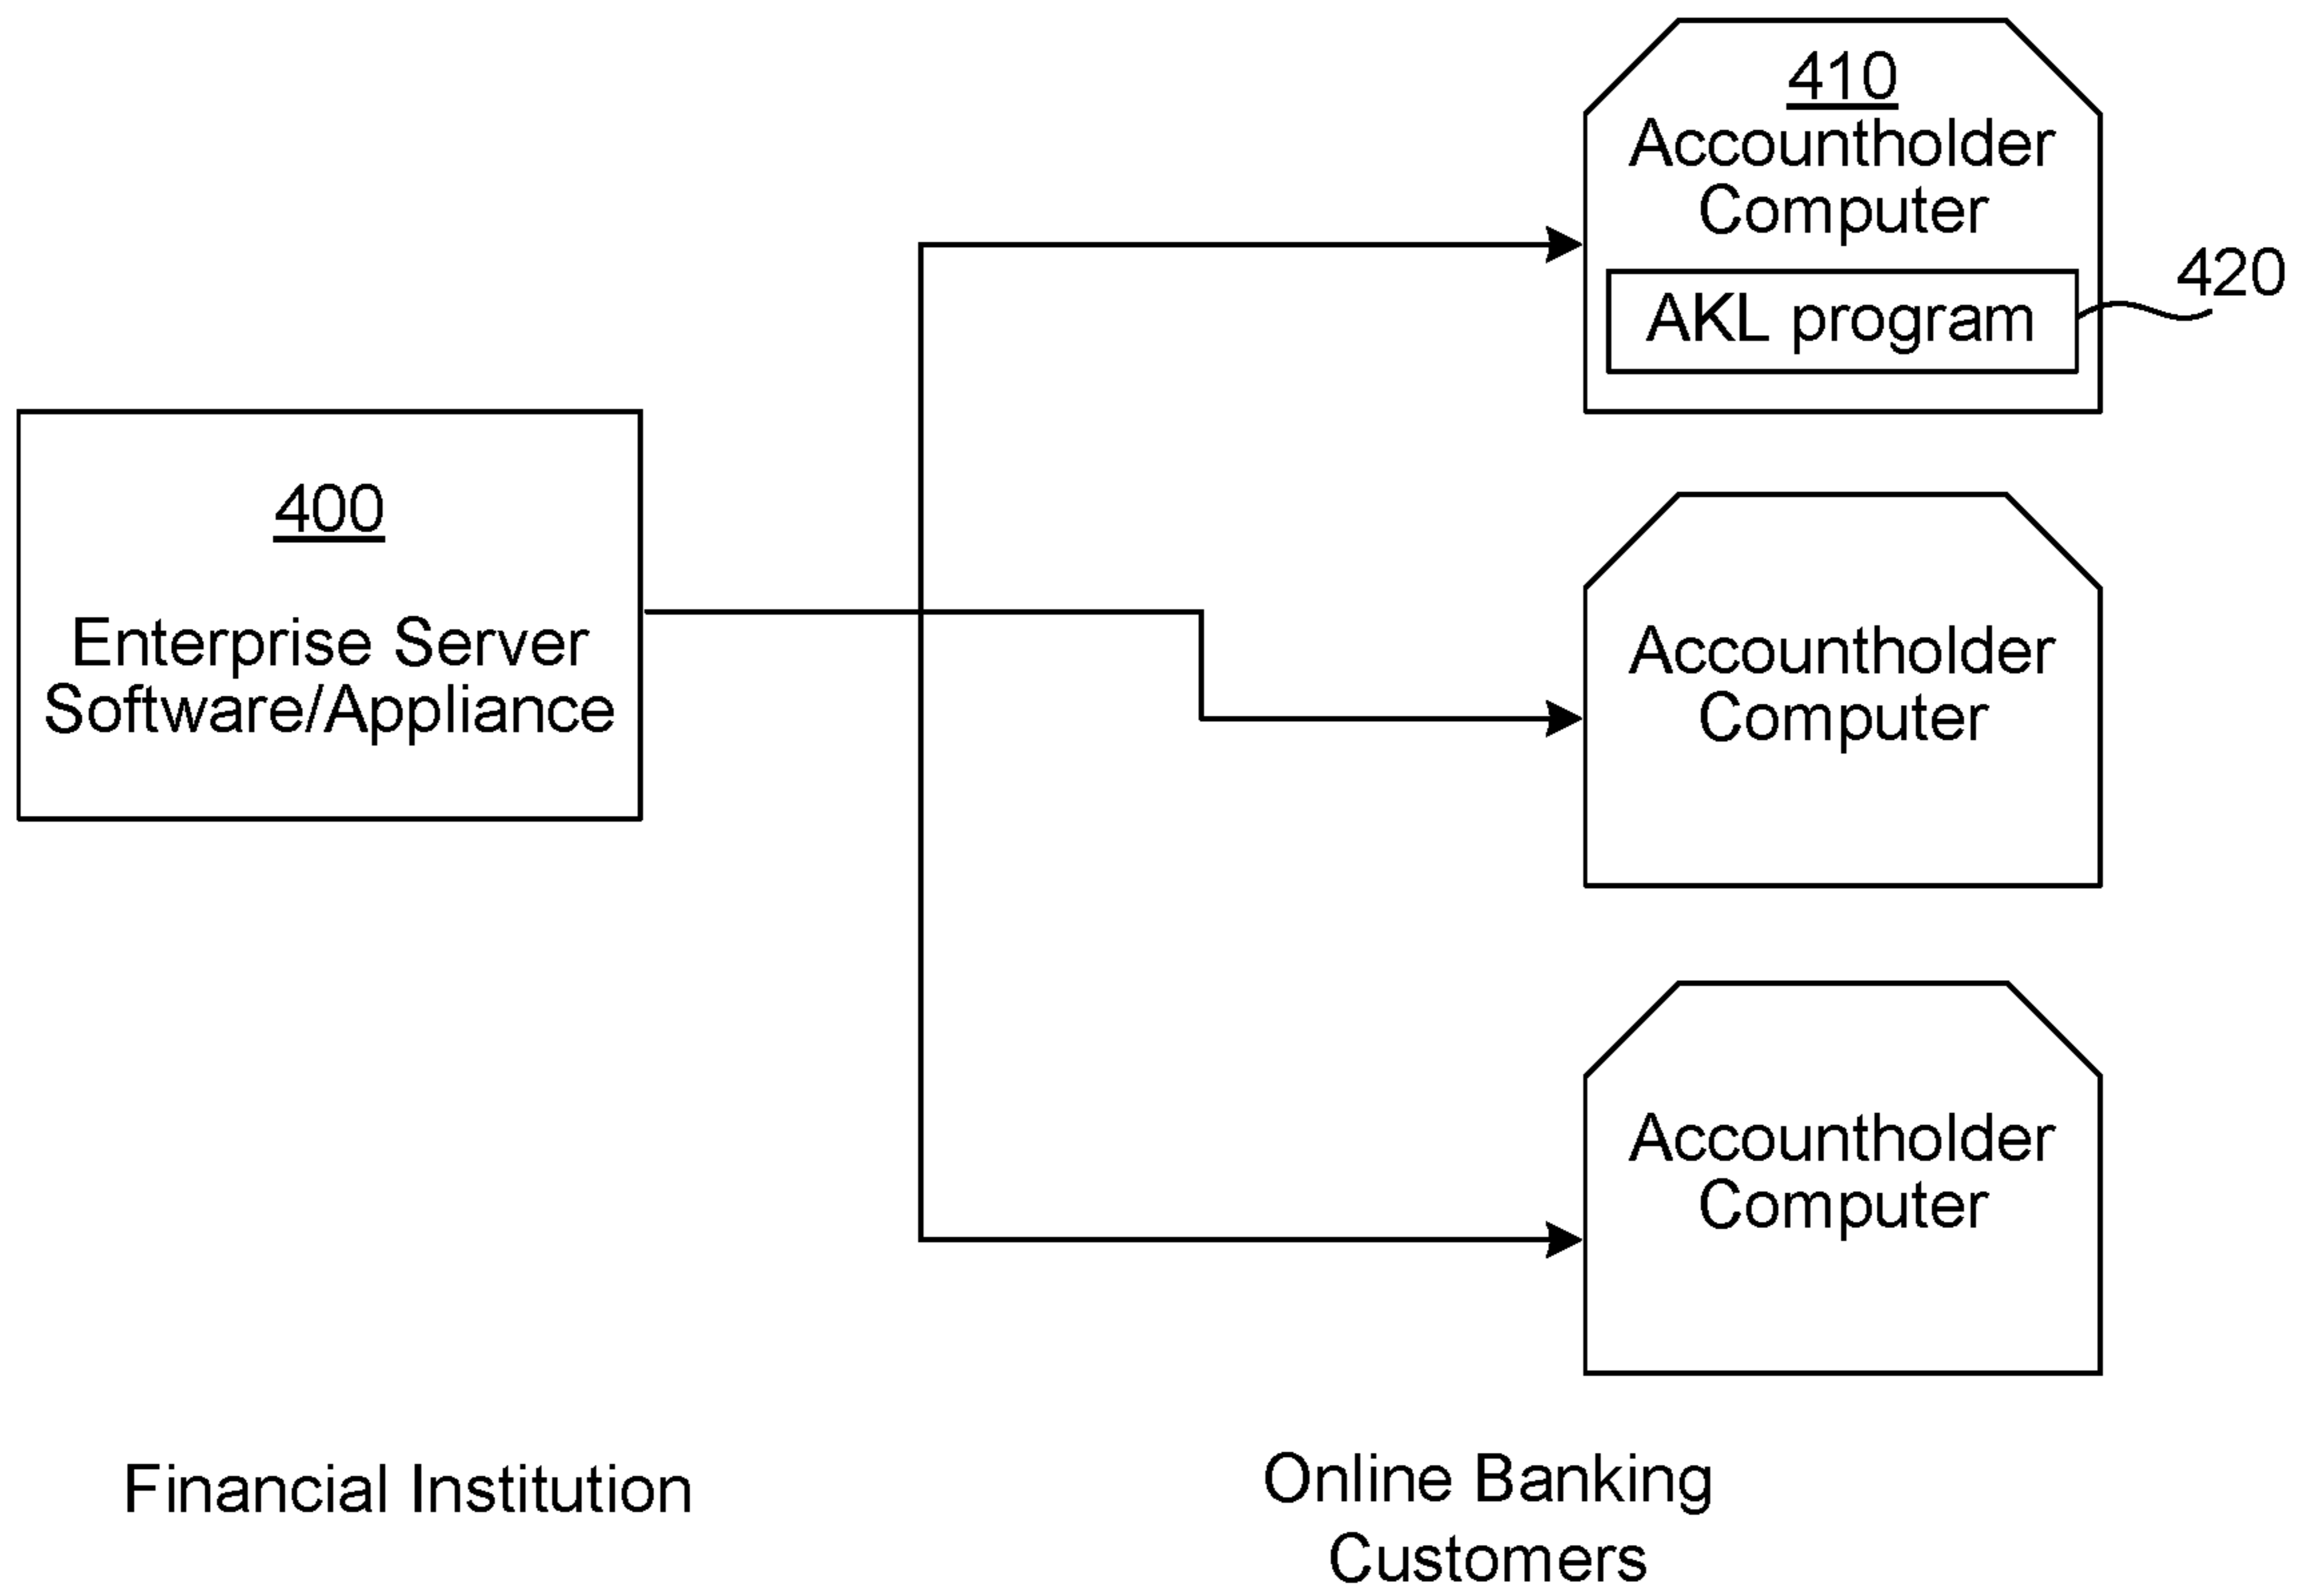 410
Accountholder
Computer
AKL program
420
400
Enterprise Server
Software/Appliance
Accountholder
Computer
Accountholder
Computer
Financial Institution
Online Banking
Customers